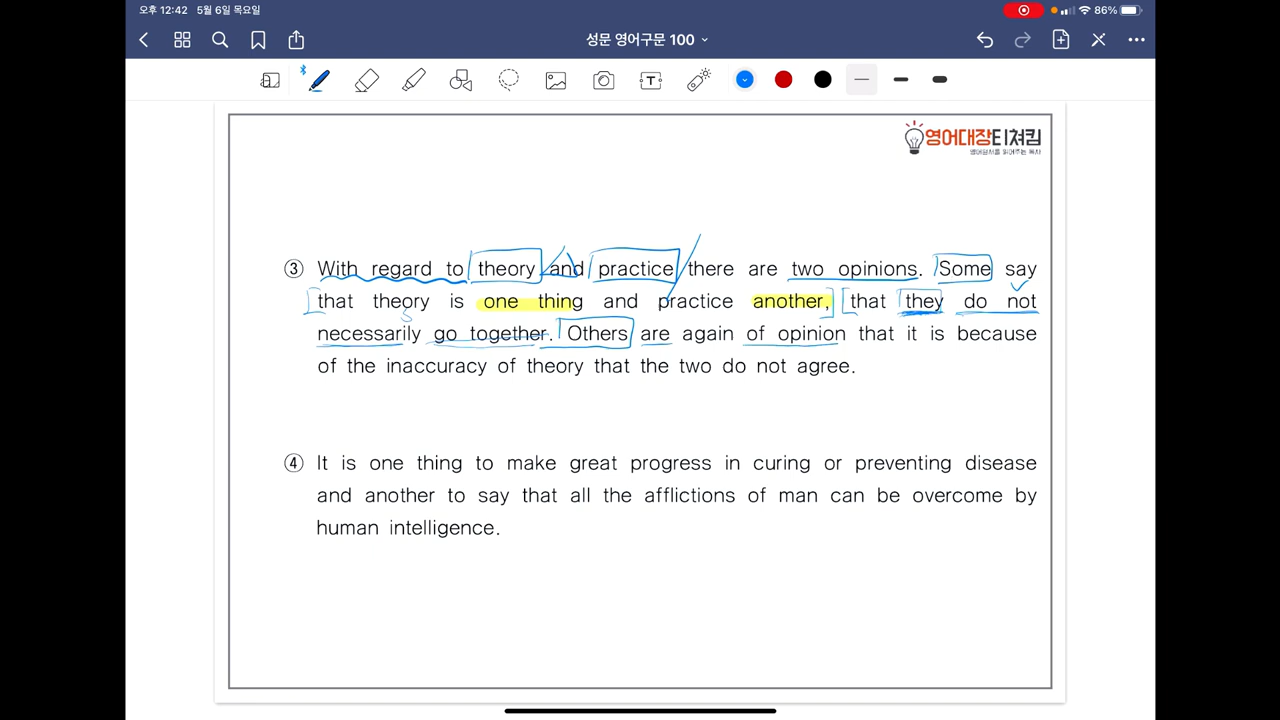 오후 12:42 5월 6일 목요일
86%
성문 영어구문 100
영어대장티쳐킴
③ With regard to theory and practice there are two opinions. Some say
that theory is one thing and practice another, that they do not
necessarily go together. Others are again of opinion that it is because
of the inaccuracy of theory that the two do not agree.
④ It is one thing to make great progress in curing or preventing disease
and another to say that all the afflictions of man can be overcome by
human intelligence.